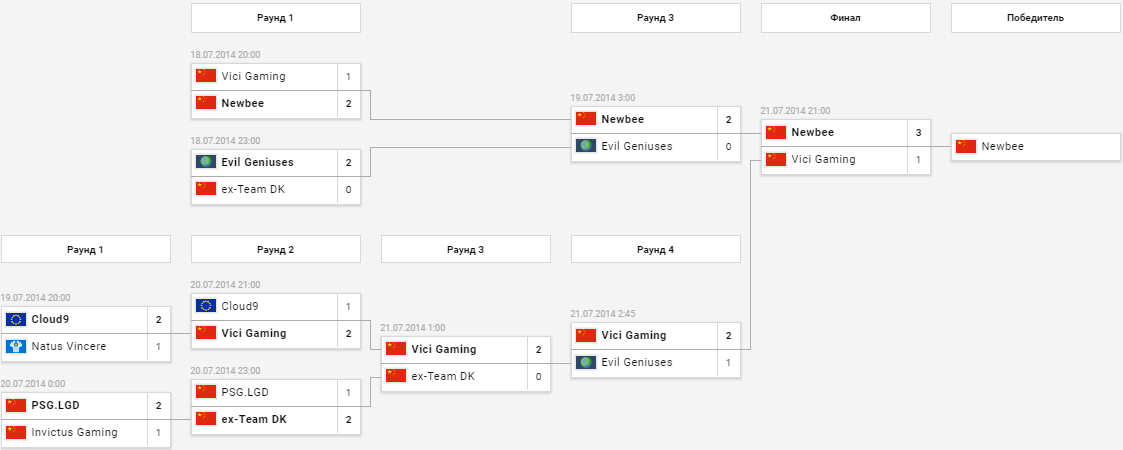 Раунд 1
Раунд 3
Финал
Победитель
18.07.2014 20:00
Vici Gaming 1
Newbee 2
18.07.2014 23:00
Evil Geniuses 2
ex-Team DK 0
19.07.2014 3:00
Newbee 2
Evil Geniuses 0
21.07.2014 21:00
Newbee 3
Vici Gaming 1
Newbee
Раунд 1
Раунд 2
Раунд 3
Раунд 4
19.07.2014 20:00
Cloud9 2
Natus Vincere 1
20.07.2014 0:00
PSG.LGD 2
Invictus Gaming 1
20.07.2014 21:00
Cloud9 1
Vici Gaming 2
20.07.2014 23:00
PSG.LGD 1
ex-Team DK 2
21.07.2014 1:00
Vici Gaming 2
ex-Team DK 0
21.07.2014 2:45
Vici Gaming 2
Evil Geniuses 1